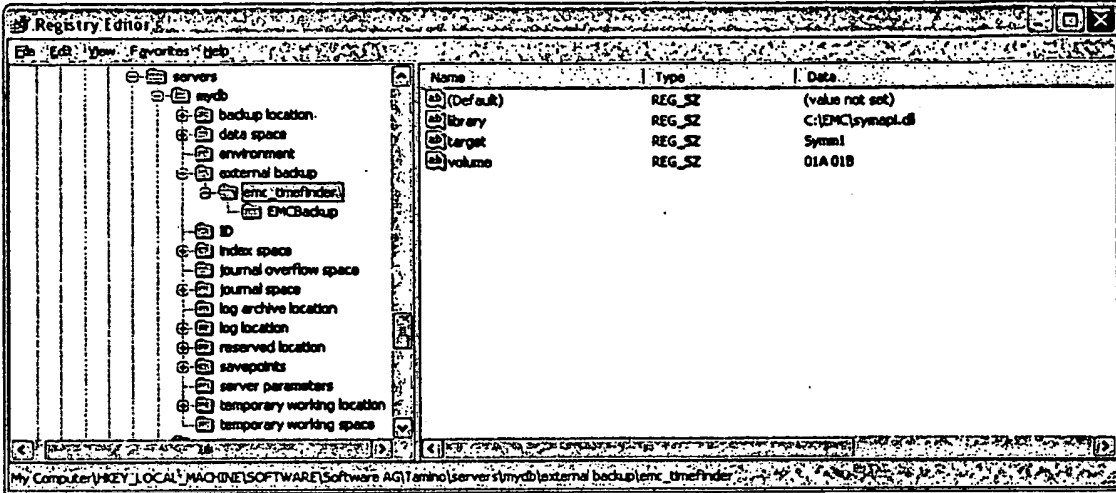 Registry Editor
File Edit View Favorites Help
servers
mydb
backup location
data space
environment
external backup
emc_timefinder
EMCBackup
ID
index space
journal overflow space
journal space
log archive location
log location
reserved location
savepoints
server parameters
temporary working location
temporary working space
Name Type Data
(Default) REG_SZ (value not set)
library REG_SZ C:\EMC\symapi.dll
target REG_SZ Symm1
volume REG_SZ 01A 01B
My Computer\HKEY_LOCAL_MACHINE\SOFTWARE\Software AG\Tamino\servers\mydb\external backup\emc_timefinder